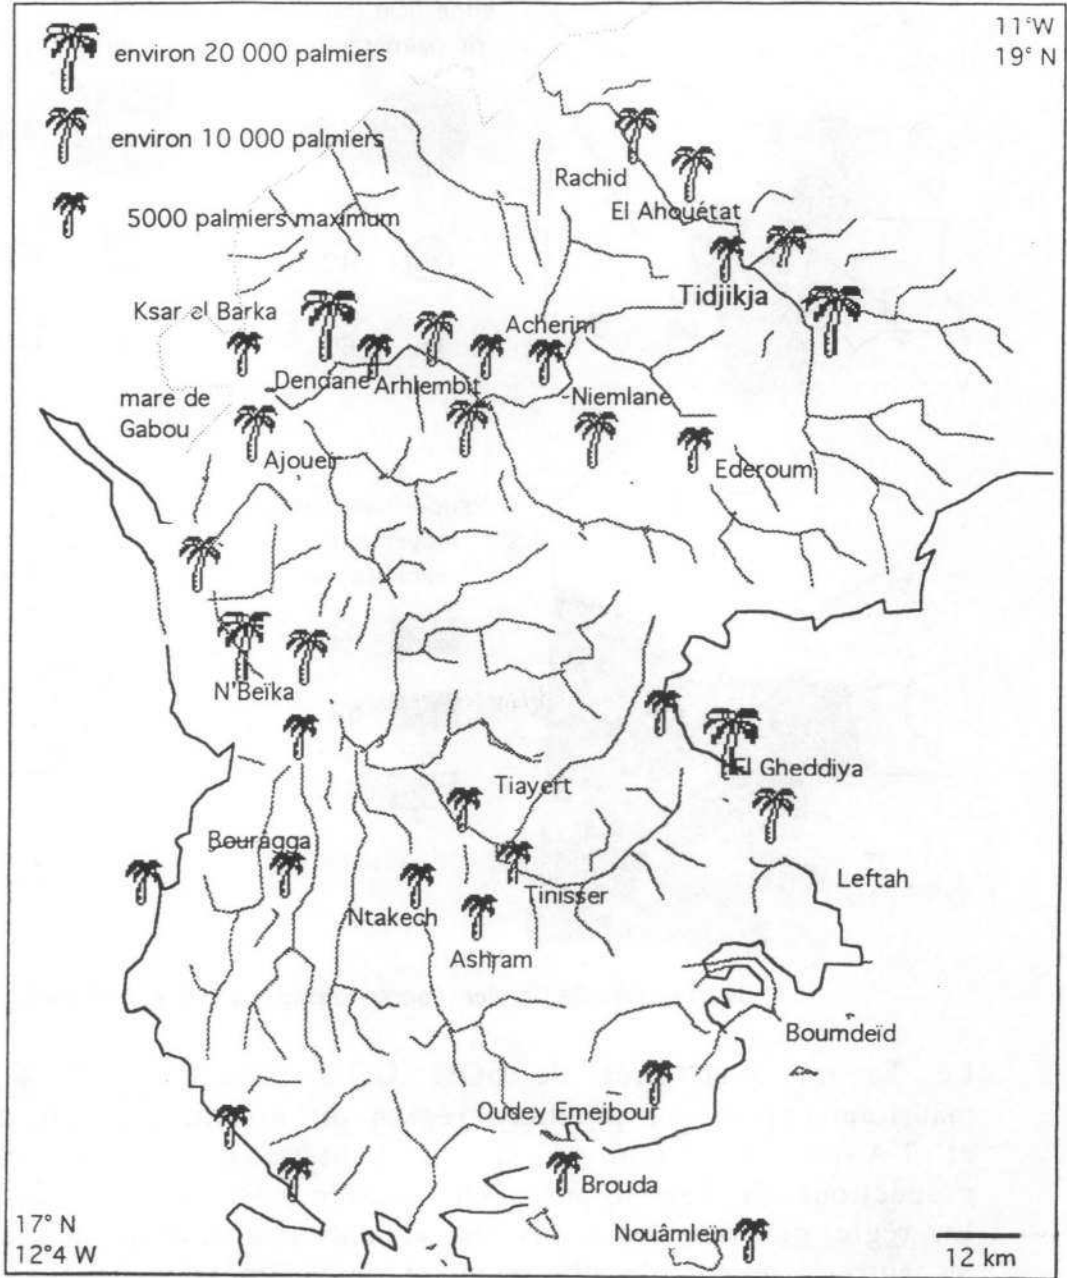 environ 20 000 palmiers
11°W
19° N
environ 10 000 palmiers
5000 palmiers maximum
Rachid
El Ahouétat
Tidjikja
Ksar el Barka
Acherim
Dendane
Arhlembit
Niemlane
mare de
Gabou
Ajouer
Ederoum
N'Beïka
El Gheddiya
Tiayert
Bouragga
Leftah
Tinisser
Ntakech
Ashram
Boumdeïd
Oudey Emejbour
Brouda
Nouâmleïn
17° N
12°4 W
12 km